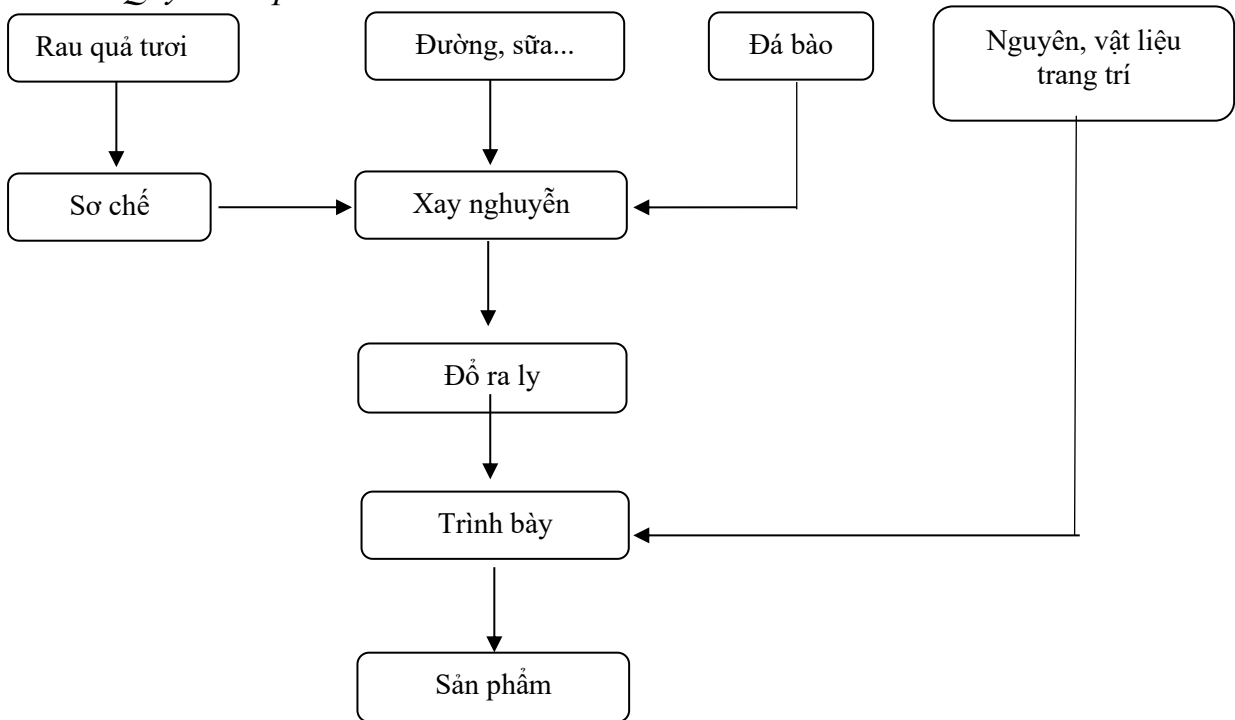 Rau quả tươi
Đường, sữa...
Đá bào
Nguyên, vật liệu
trang trí
Sơ chế
Xay nghuyễn
Đổ ra ly
Trình bày
Sản phẩm